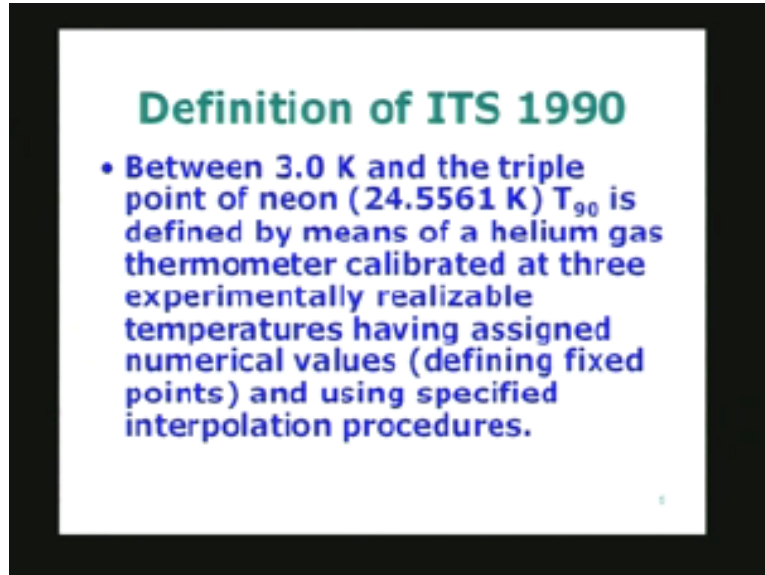 Definition of ITS 1990
• Between 3.0 K and the triple
point of neon (24.5561 K) T₉₀ is
defined by means of a helium gas
thermometer calibrated at three
experimentally realizable
temperatures having assigned
numerical values (defining fixed
points) and using specified
interpolation procedures.